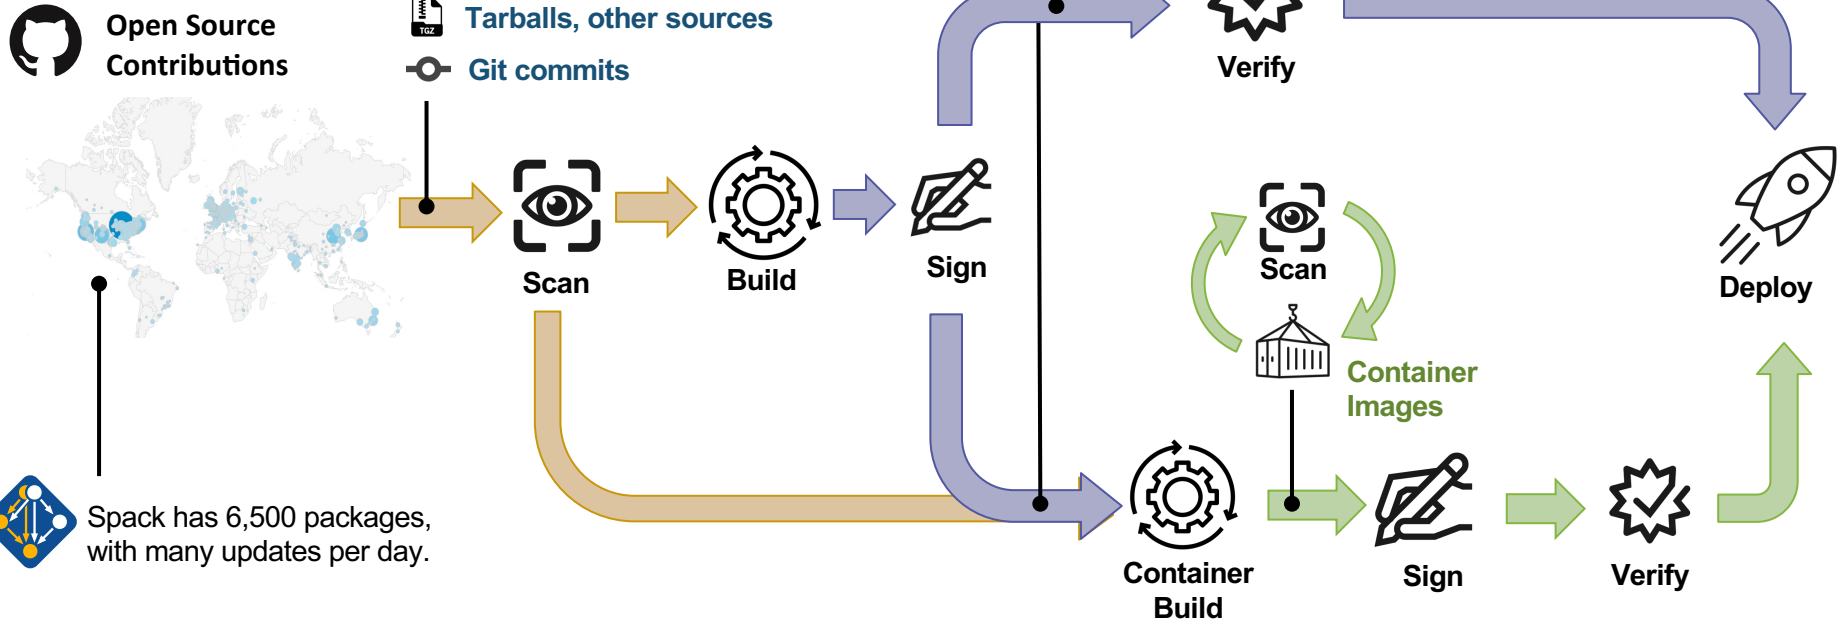 Open Source
Contributions
TGZ
Tarballs, other sources
Git commits
Verify
Scan
Build
Sign
Scan
Deploy
Container
Images
Spack has 6,500 packages,
with many updates per day.
Container
Build
Sign
Verify